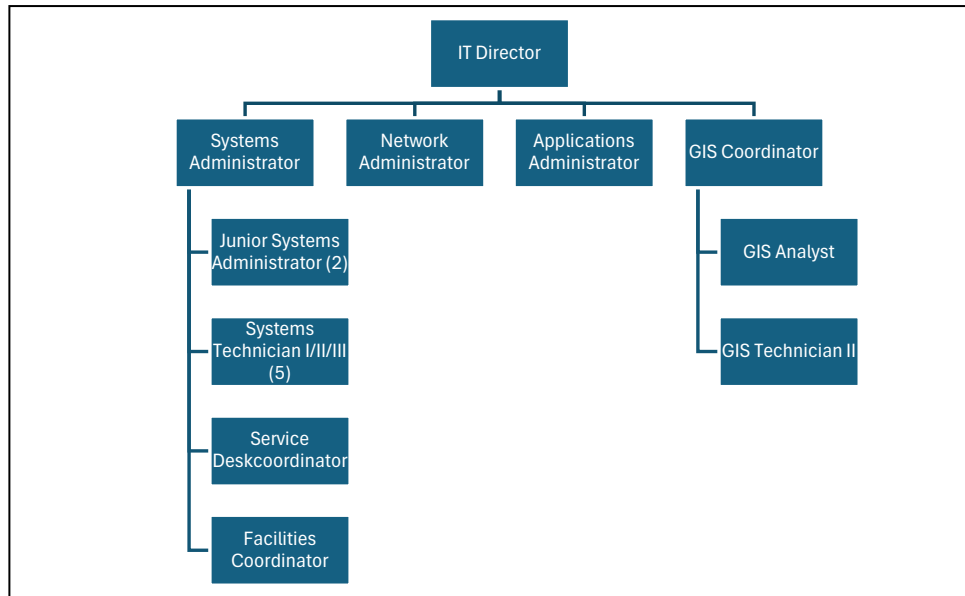 IT Director
Systems
Administrator
Network
Administrator
Applications
Administrator
GIS Coordinator
Junior Systems
Administrator (2)
GIS Analyst
Systems
Technician I/II/III
(5)
GIS Technician II
Service
Deskcoordinator
Facilities
Coordinator